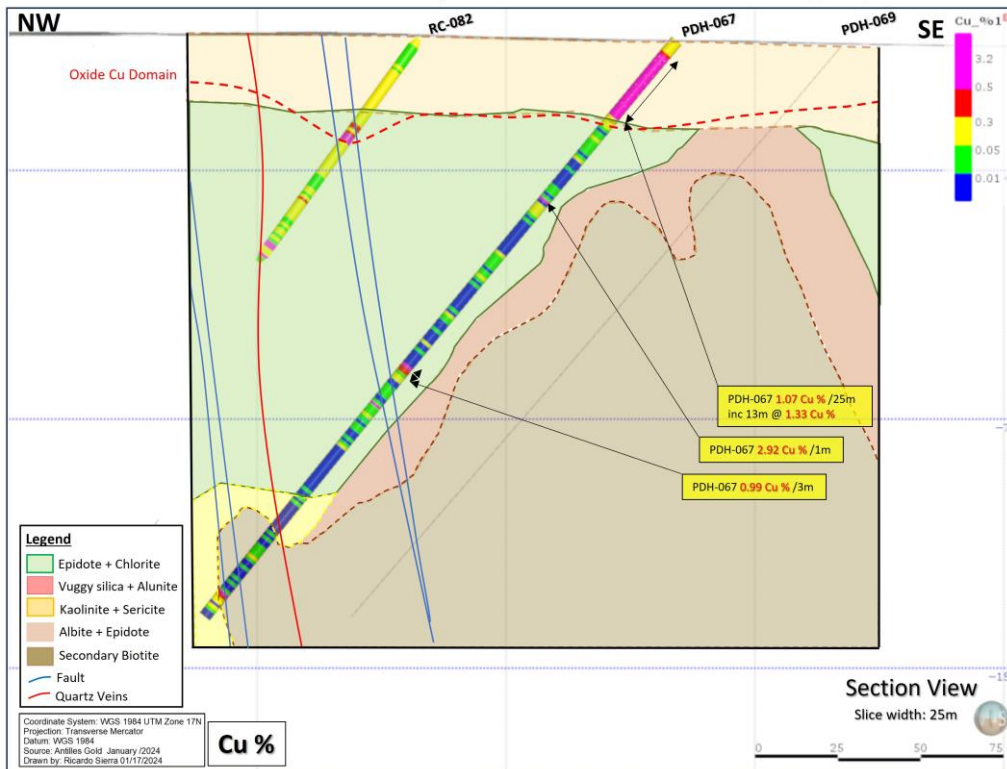 NW
RC-082
PDH-067
PDH-069
SE
Cu_%1
3.2
0.5
0.3
0.05
0.01
Oxide Cu Domain
PDH-067 1.07 Cu % /25m
inc 13m @ 1.33 Cu %
PDH-067 2.92 Cu % /1m
PDH-067 0.99 Cu % /3m
Legend
Epidote + Chlorite
Vuggy silica + Alunite
Kaolinite + Sericite
Albite + Epidote
Secondary Biotite
Fault
Quartz Veins
Coordinate System: WGS 1984 UTM Zone 17N
Projection: Transverse Mercator
Datum: WGS 1984
Source: Antilles Gold January /2024
Drawn by: Ricardo Sierra 01/17/2024
Cu %
Section View
Slice width: 25m
0 25 50 75